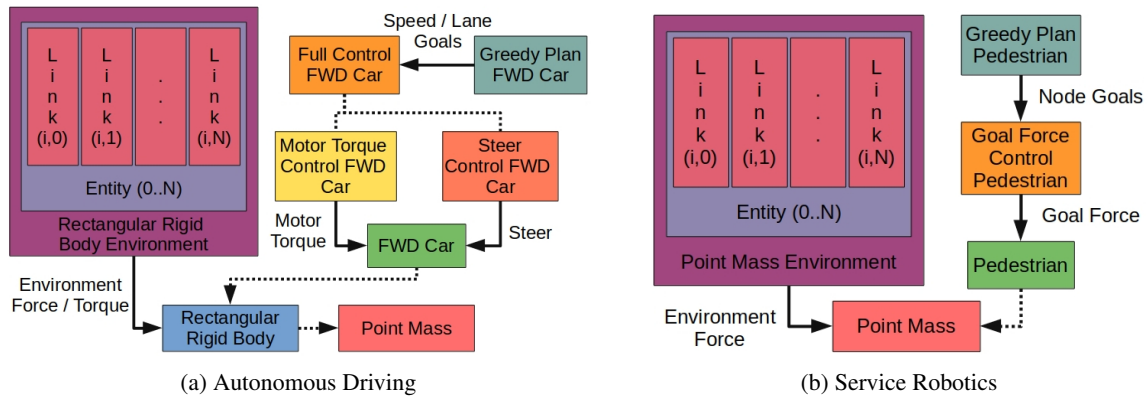 L
i
n
k
(i,0)
L
i
n
k
(i,1)
.
.
.
L
i
n
k
(i,N)
Entity (0..N)
Rectangular Rigid
Body Environment
Speed / Lane
Goals
Full Control
FWD Car
Greedy Plan
FWD Car
Motor Torque
Control FWD
Car
Steer
Control FWD
Car
Motor
Torque
FWD Car
Steer
Environment
Force / Torque
Rectangular
Rigid Body
Point Mass
(a) Autonomous Driving
L
i
n
k
(i,0)
L
i
n
k
(i,1)
.
.
.
L
i
n
k
(i,N)
Entity (0..N)
Point Mass Environment
Greedy Plan
Pedestrian
Node Goals
Goal Force
Control
Pedestrian
Goal Force
Pedestrian
Environment
Force
Point Mass
(b) Service Robotics